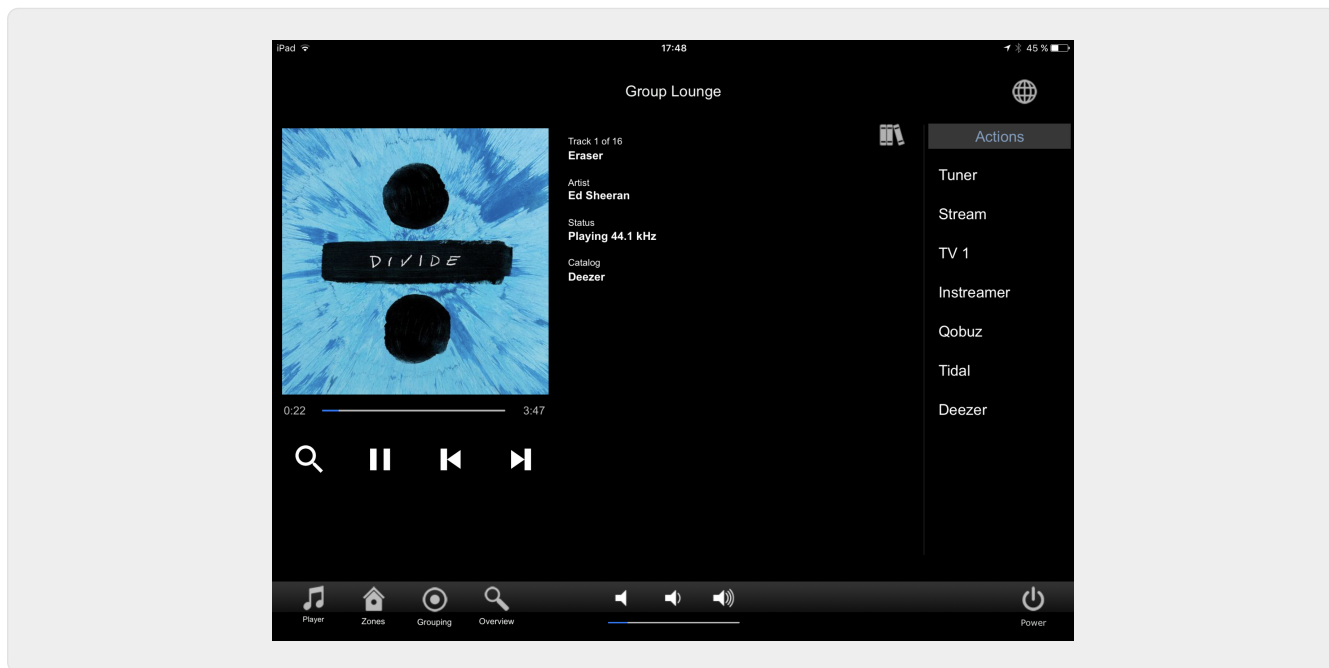 iPad 17:48 45 %
Group Lounge
Track 1 of 16
Eraser
Artist
Ed Sheeran
Status
Playing 44.1 kHz
Catalog
Deezer
DIVIDE
0:22 3:47
Actions
Tuner
Stream
TV 1
Instreamer
Qobuz
Tidal
Deezer
Player Zones Grouping Overview Power